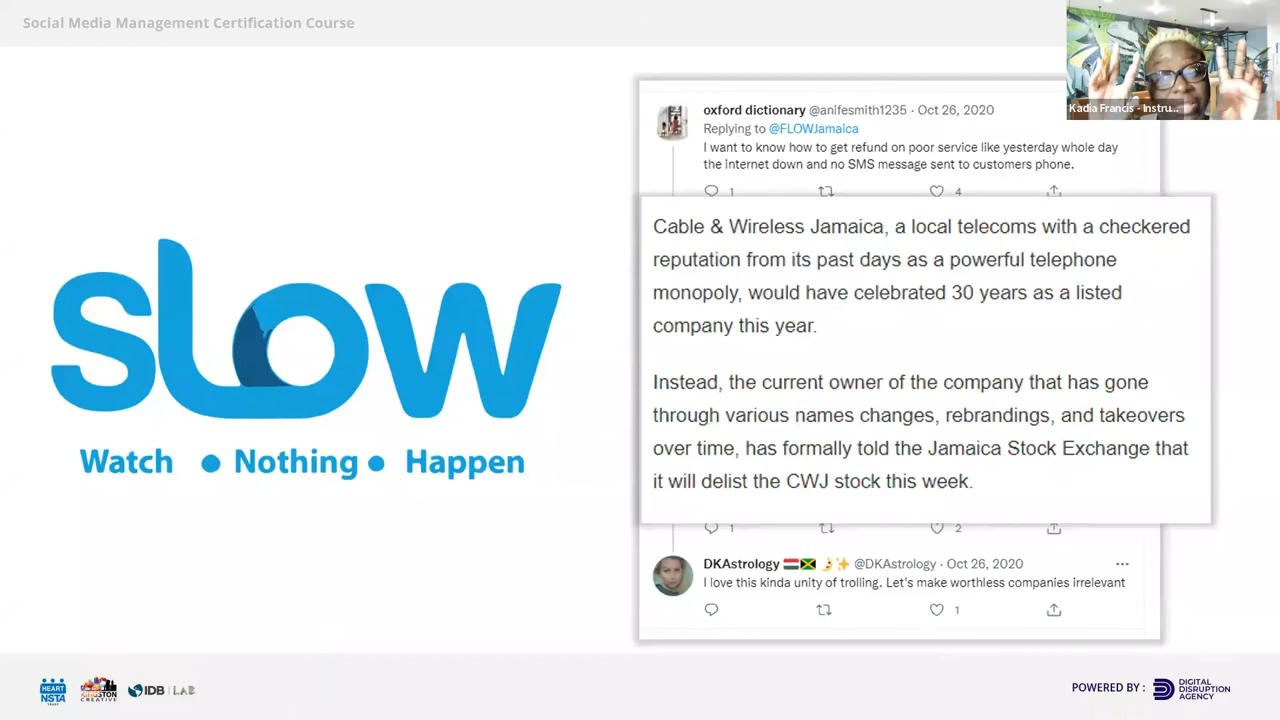 Social Media Management Certification Course
Kadia Francis - Instru...
slow
Watch • Nothing • Happen
oxford dictionary @anifesmith1235 · Oct 26, 2020
Replying to @FLOWJamaica
I want to know how to get refund on poor service like yesterday whole day
the internet down and no SMS message sent to customers phone.
1 4
Cable & Wireless Jamaica, a local telecoms with a checkered
reputation from its past days as a powerful telephone
monopoly, would have celebrated 30 years as a listed
company this year.
Instead, the current owner of the company that has gone
through various names changes, rebrandings, and takeovers
over time, has formally told the Jamaica Stock Exchange that
it will delist the CWJ stock this week.
1 2
DKAstrology @DKAstrology · Oct 26, 2020
I love this kinda unity of trolling. Let's make worthless companies irrelevant
1
HEART
NSTA
TRUST
KINGSTON
CREATIVE
IDB | LAB
POWERED BY :
DIGITAL
DISRUPTION
AGENCY